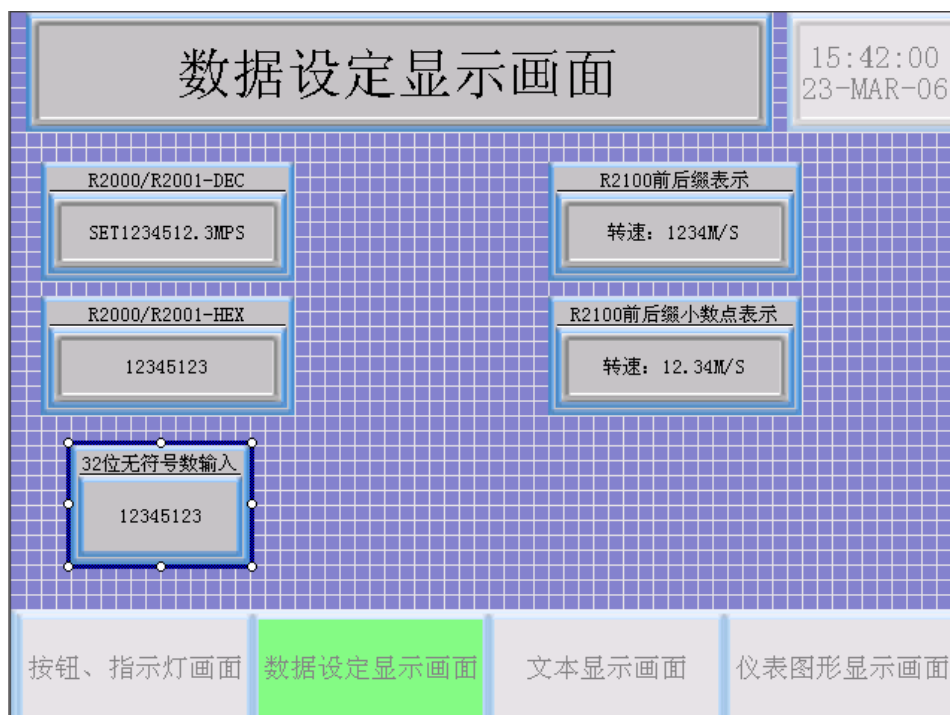 数据设定显示画面
15:42:00
23-MAR-06
R2000/R2001-DEC
SET1234512.3MPS
R2100前后缀表示
转速：1234M/S
R2000/R2001-HEX
12345123
R2100前后缀小数点表示
转速：12.34M/S
32位无符号数输入
12345123
按钮、指示灯画面
数据设定显示画面
文本显示画面
仪表图形显示画面